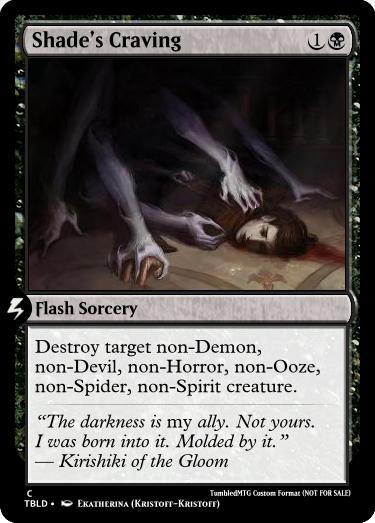 Shade's Craving 1
Flash Sorcery
Destroy target non-Demon,
non-Devil, non-Horror, non-Ooze,
non-Spider, non-Spirit creature.
“The darkness is my ally. Not yours.
I was born into it. Molded by it.”
— Kirishiki of the Gloom
C
TBLD • Ekatherina (Kristoff-Kristoff)
TumbledMTG Custom Format (NOT FOR SALE)